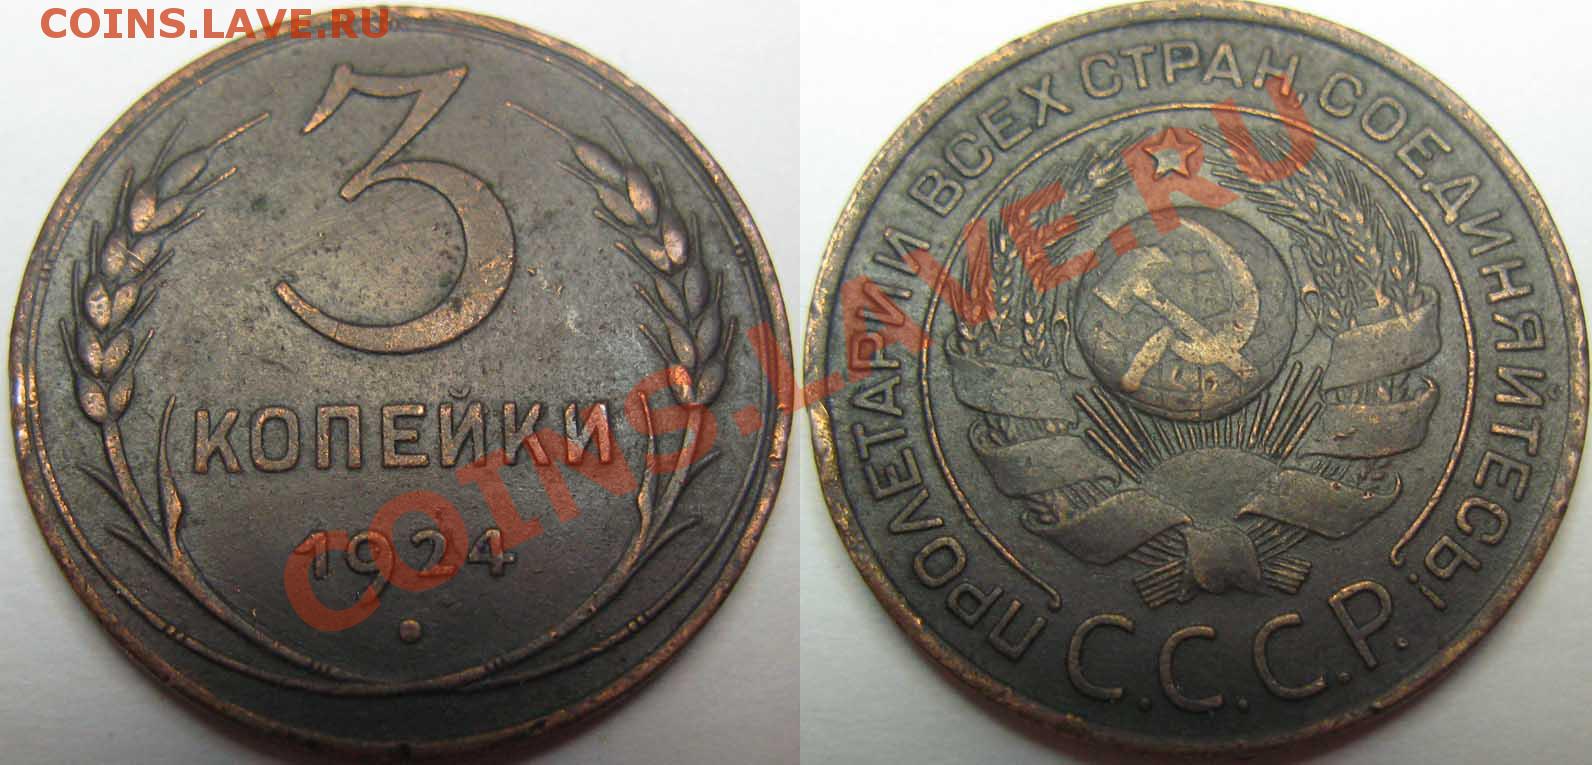 COINS.LAVE.RU
3
КОПЕЙКИ
1924
ПРОЛЕТАРИИ ВСЕХ СТРАН, СОЕДИНЯЙТЕСЬ!
С.С.С.Р.
COINS.LAVE.RU